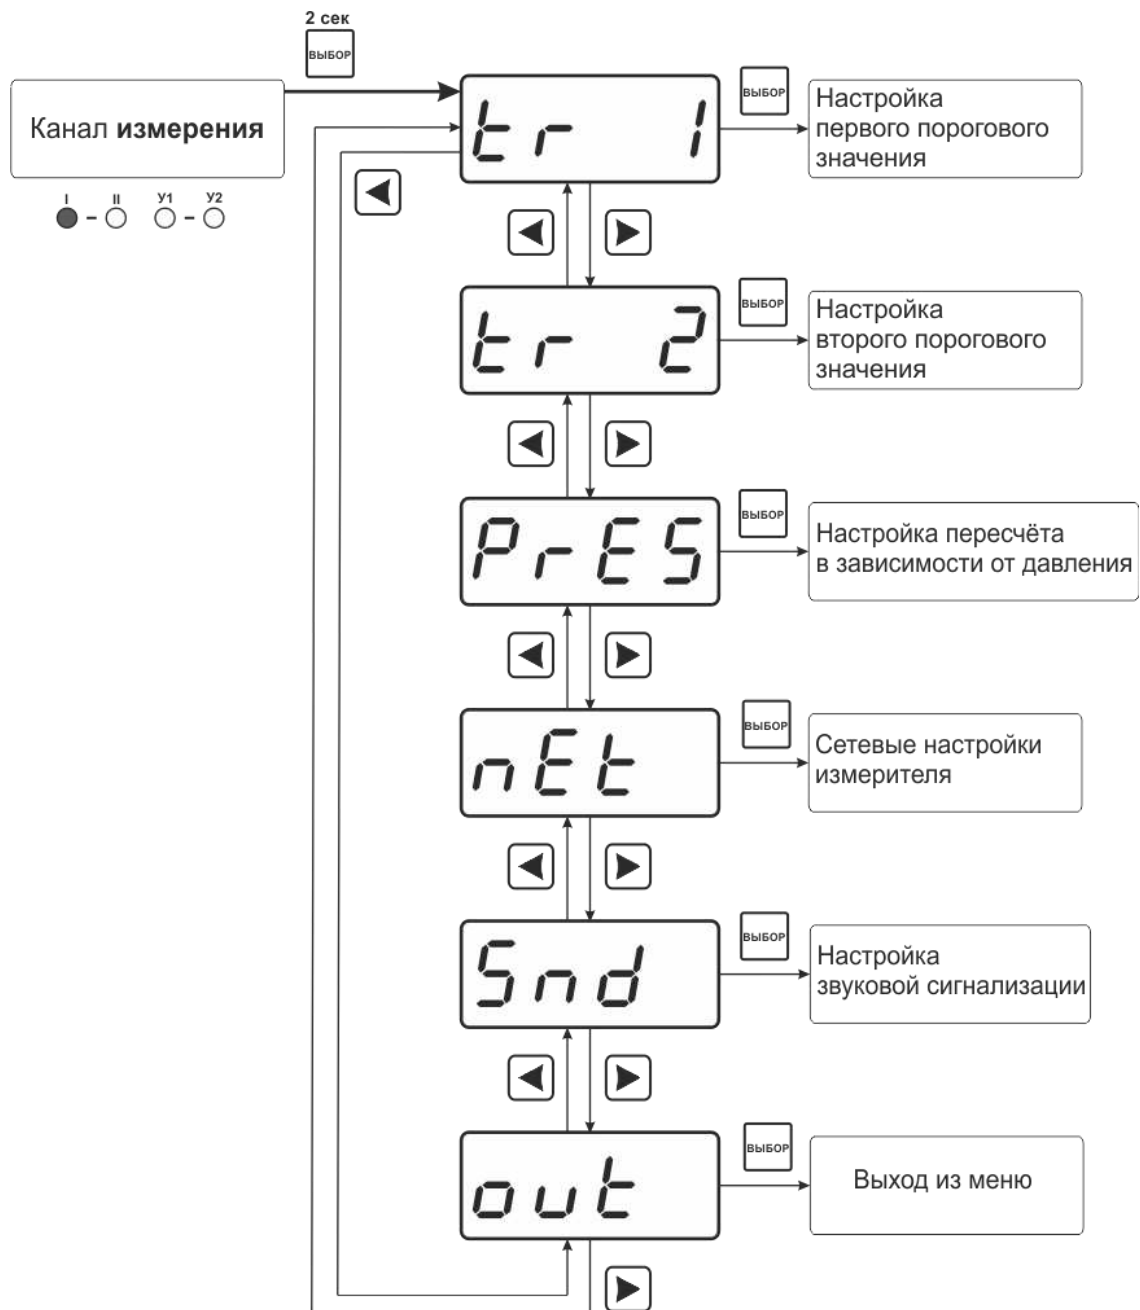 2 сек
ВЫБОР
Канал измерения
I II У1 У2
tr 1
ВЫБОР
Настройка
первого порогового
значения
tr 2
ВЫБОР
Настройка
второго порогового
значения
PrES
ВЫБОР
Настройка пересчёта
в зависимости от давления
nEt
ВЫБОР
Сетевые настройки
измерителя
Snd
ВЫБОР
Настройка
звуковой сигнализации
out
ВЫБОР
Выход из меню